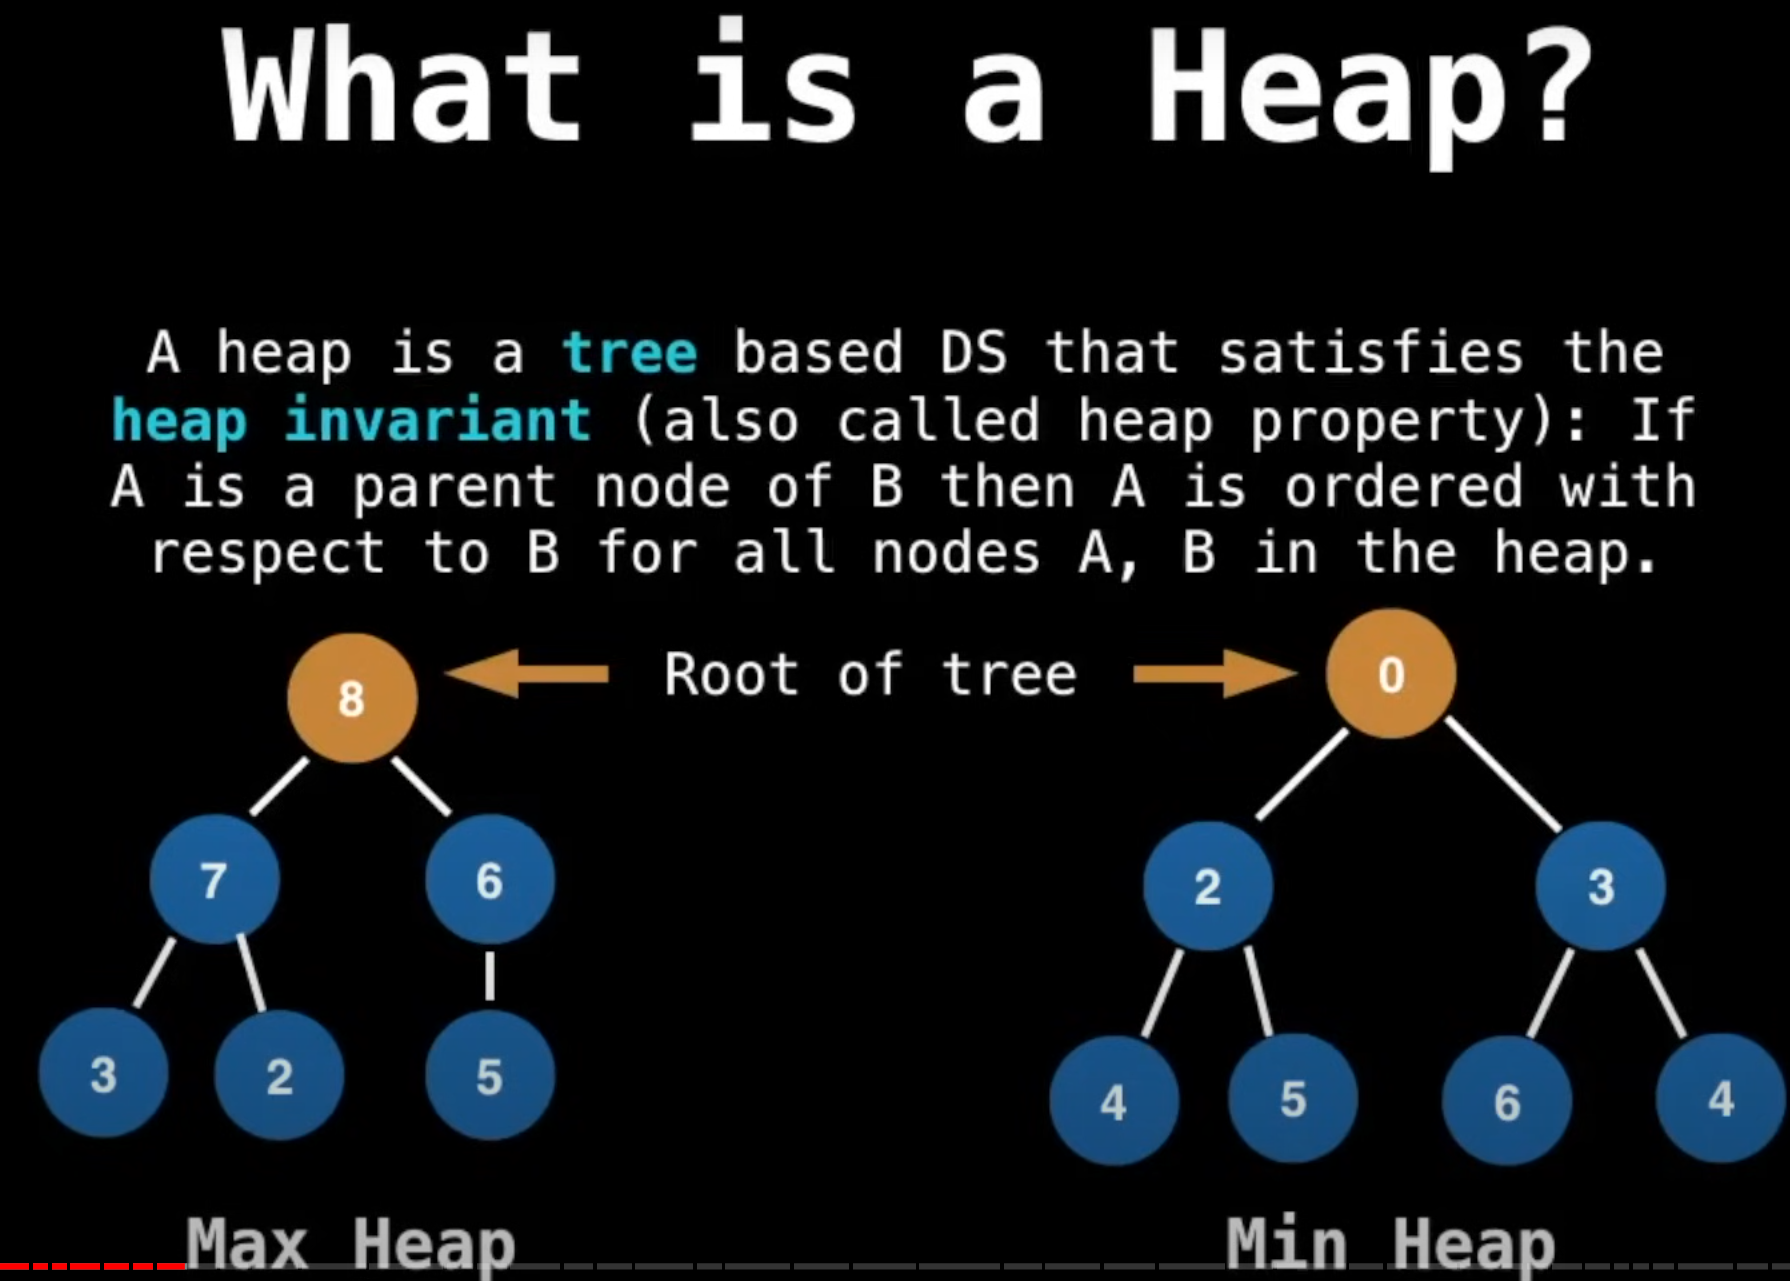 What is a Heap?
A heap is a tree based DS that satisfies the
heap invariant (also called heap property): If
A is a parent node of B then A is ordered with
respect to B for all nodes A, B in the heap.
Root of tree
8
7 6
3 2 5
Max Heap
0
2 3
4 5 6 4
Min Heap